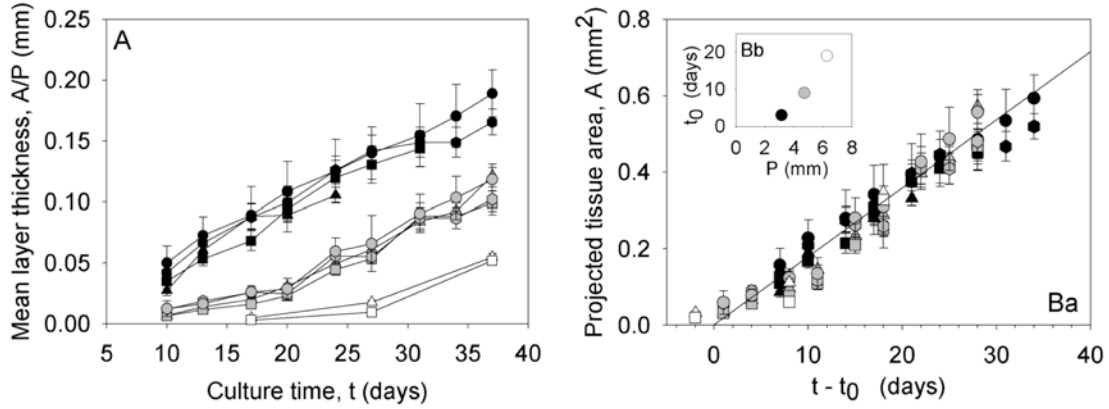 A
Mean layer thickness, A/P (mm)
0.25
0.20
0.15
0.10
0.05
0.00
5 10 15 20 25 30 35 40
Culture time, t (days)
Ba
Projected tissue area, A (mm²)
0.8
0.6
0.4
0.2
0.0
0 10 20 30 40
t - t₀ (days)
Bb
t₀ (days)
20
10
0
0 2 4 6 8
P (mm)